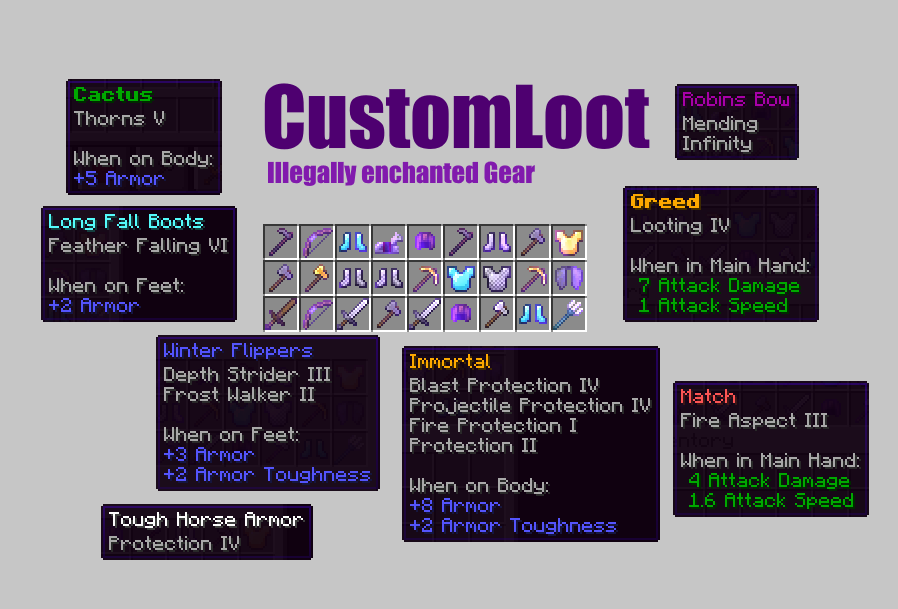 CustomLoot
Illegally enchanted Gear
Cactus
Thorns V
When on Body:
+5 Armor
Robins Bow
Mending
Infinity
Long Fall Boots
Feather Falling VI
When on Feet:
+2 Armor
Greed
Looting IV
When in Main Hand:
7 Attack Damage
1 Attack Speed
Winter Flippers
Depth Strider III
Frost Walker II
When on Feet:
+3 Armor
+2 Armor Toughness
Immortal
Blast Protection IV
Projectile Protection IV
Fire Protection I
Protection II
When on Body:
+8 Armor
+2 Armor Toughness
Match
Fire Aspect III
When in Main Hand:
4 Attack Damage
1.6 Attack Speed
Tough Horse Armor
Protection IV